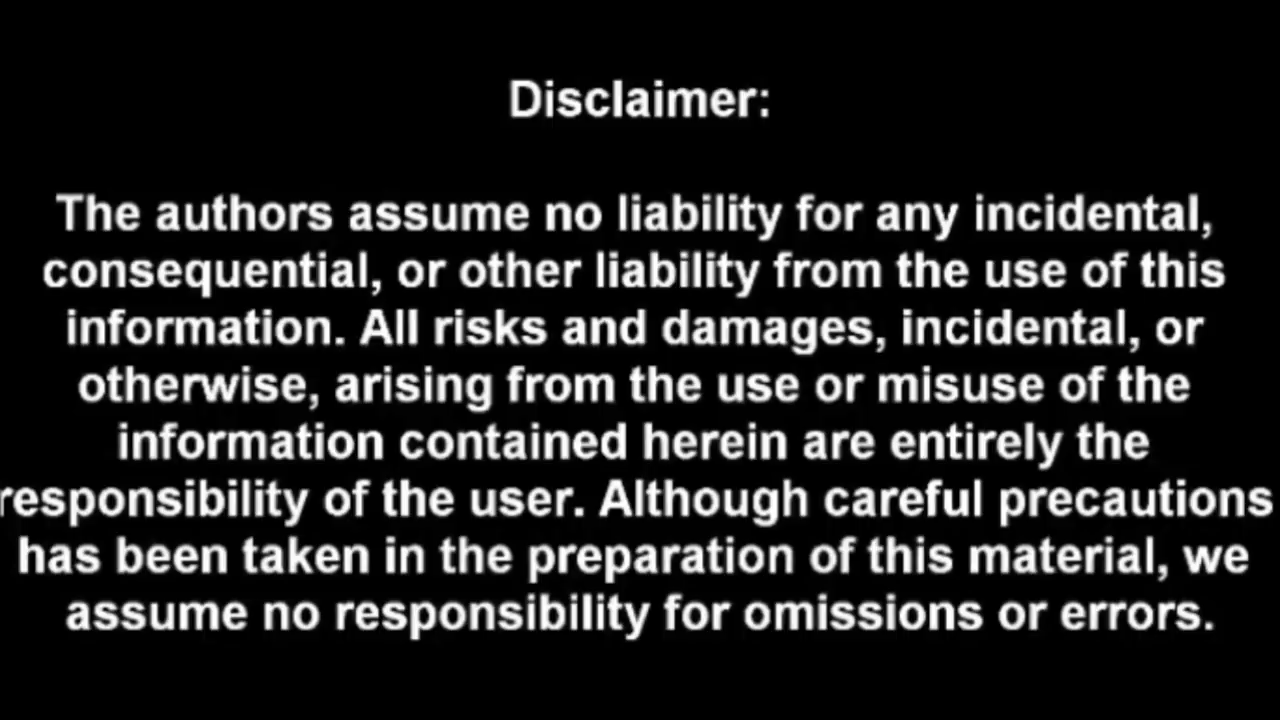 Disclaimer:
The authors assume no liability for any incidental,
consequential, or other liability from the use of this
information. All risks and damages, incidental, or
otherwise, arising from the use or misuse of the
information contained herein are entirely the
responsibility of the user. Although careful precautions
has been taken in the preparation of this material, we
assume no responsibility for omissions or errors.